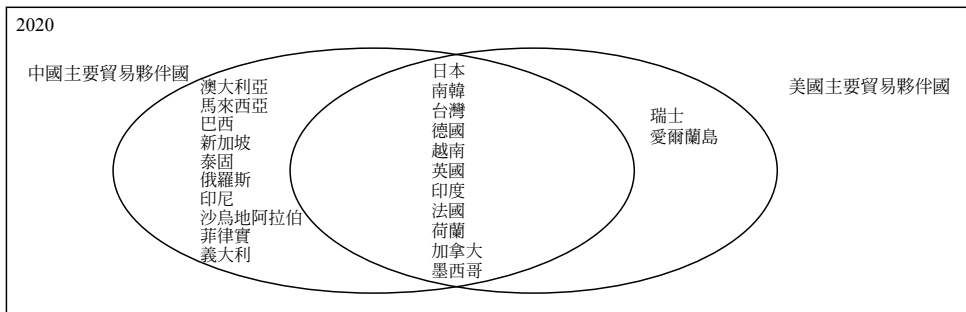 2020
中國主要貿易夥伴國
澳大利亞
馬來西亞
巴西
新加坡
泰固
俄羅斯
印尼
沙烏地阿拉伯
菲律實
義大利
日本
南韓
台灣
德國
越南
英國
印度
法國
荷蘭
加拿大
墨西哥
瑞士
愛爾蘭島
美國主要貿易夥伴國